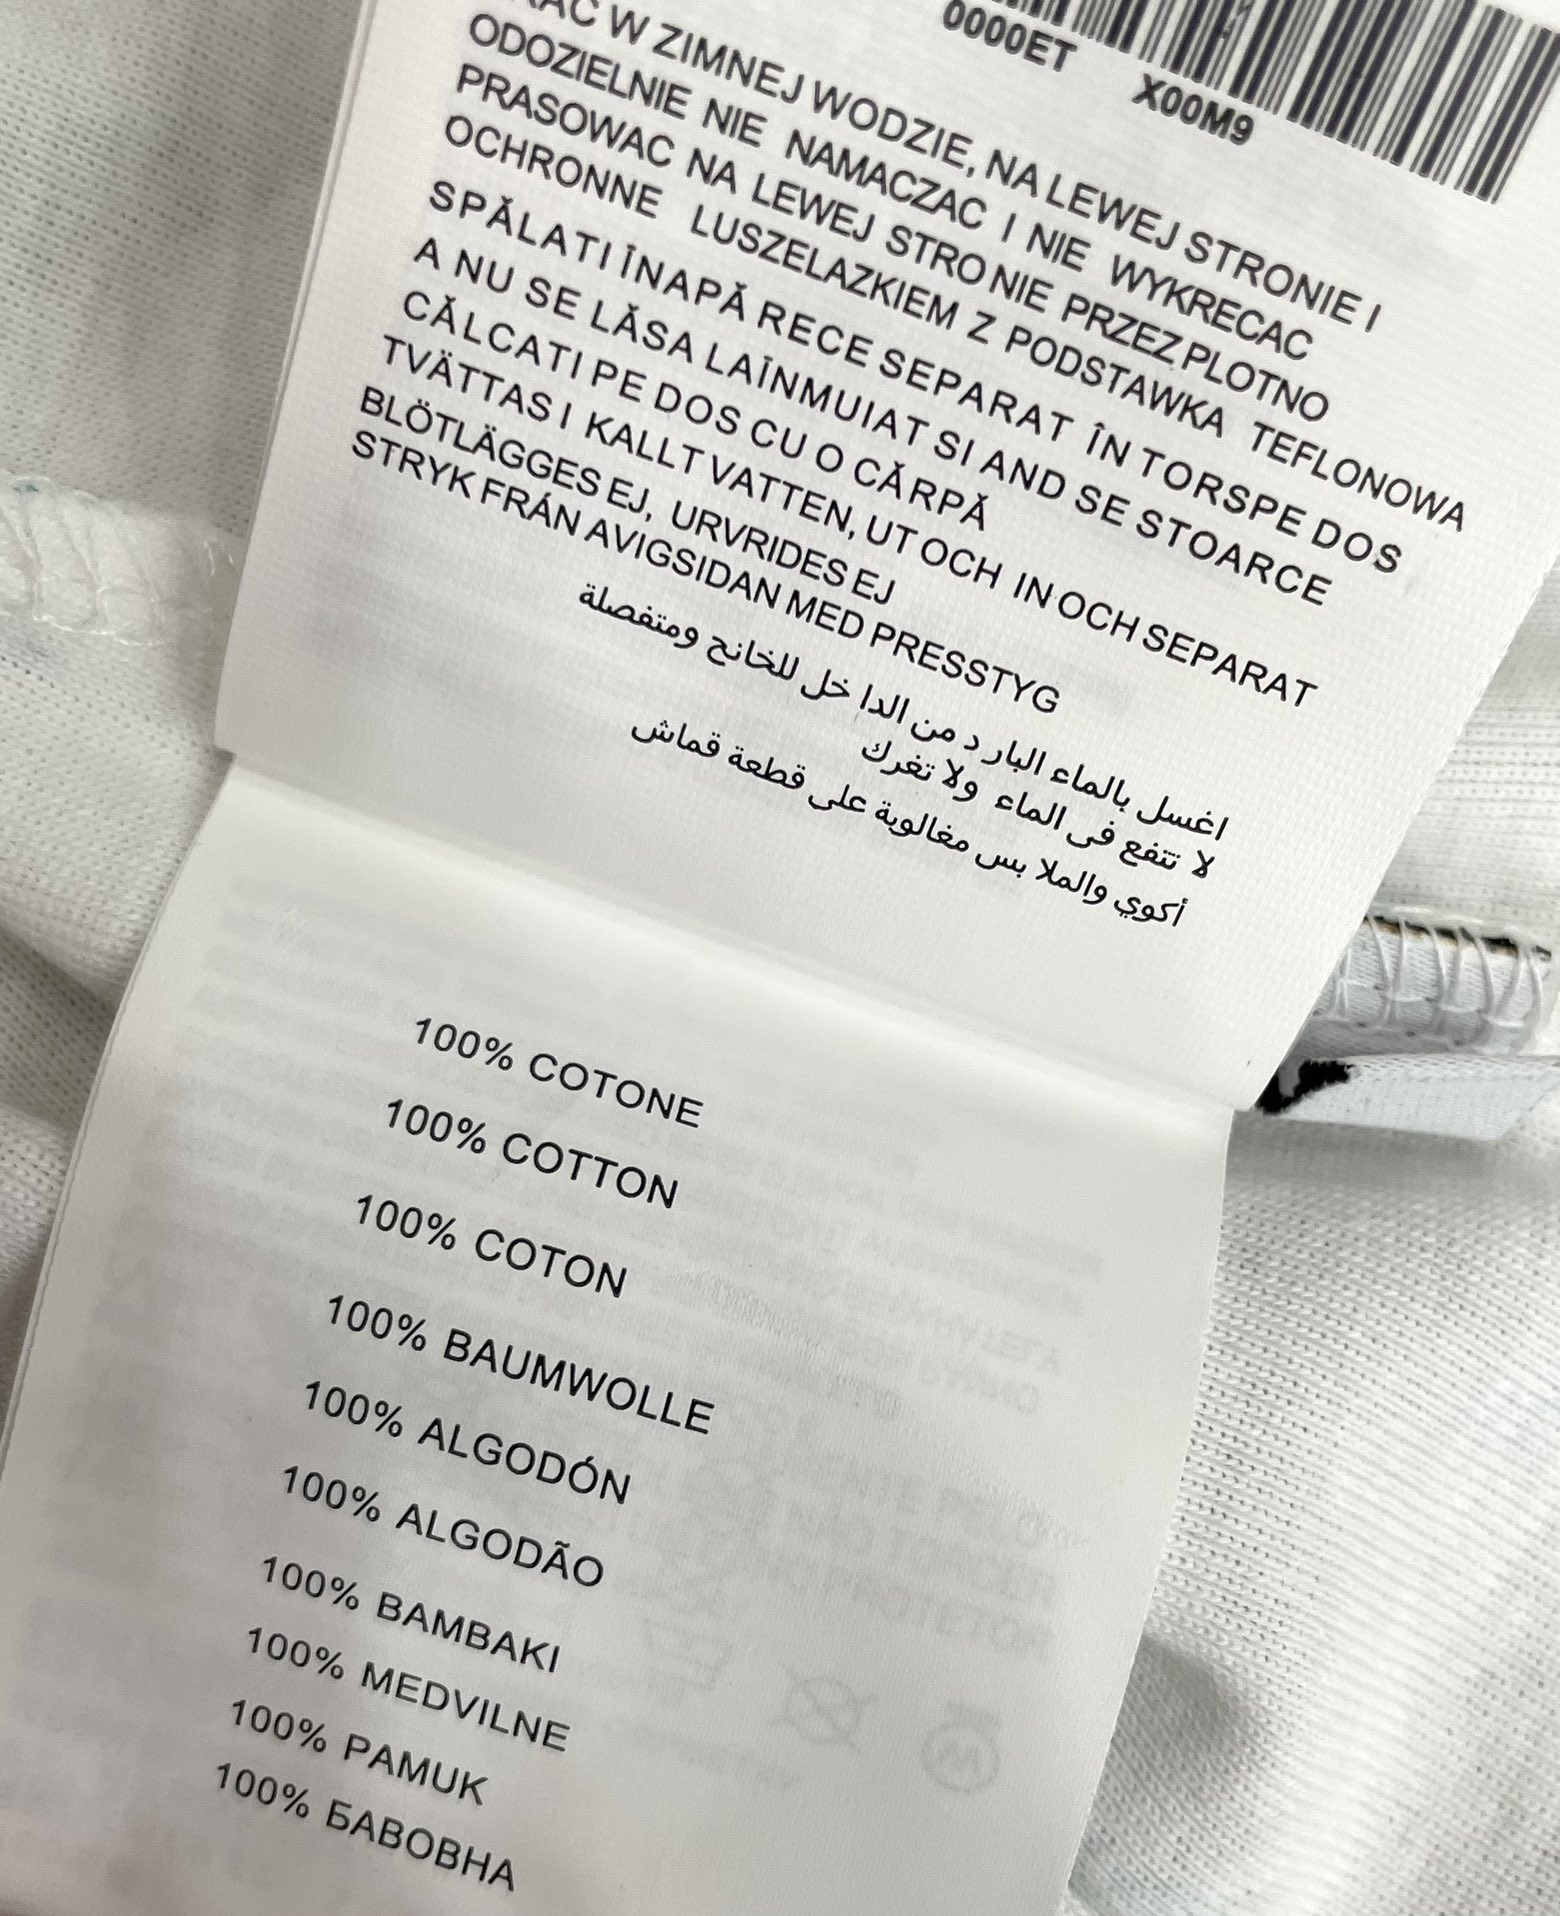 0000ET X00M9
W ZIMNEJ WODZIE, NA LEWEJ STRONIE I
ODOZIELNIE NIE NAMACZAC I NIE WYKRECAC
PRASOWAC NA LEWEJ STRONIE PRZEZ PLOTNO
OCHRONNE LUSZELAZKIEM Z PODSTAWKA TEFLONOWA
SPĂLATI ÎNAPĂ RECE SEPARAT ÎN TORSPE DOS
A NU SE LĂSA LAÎNMUIAT SI AND SE STOARCE
CĂLCATI PE DOS CU O CĂRPĂ
TVÄTTAS I KALLT VATTEN, UT OCH IN OCH SEPARAT
BLÖTLÄGGES EJ, URVRIDES EJ
STRYK FRÁN AVIGSIDAN MED PRESSTYG
اغسل بالماء البار د من الدا خل للخانج ومتفصلة
لا تتفع فى الماء ولا تغرك
أكوي والملا بس مغالوبة على قطعة قماش
100% COTONE
100% COTTON
100% COTON
100% BAUMWOLLE
100% ALGODÓN
100% ALGODÃO
100% BAMBAKI
100% MEDVILNE
100% PAMUK
100% БАВОВНА